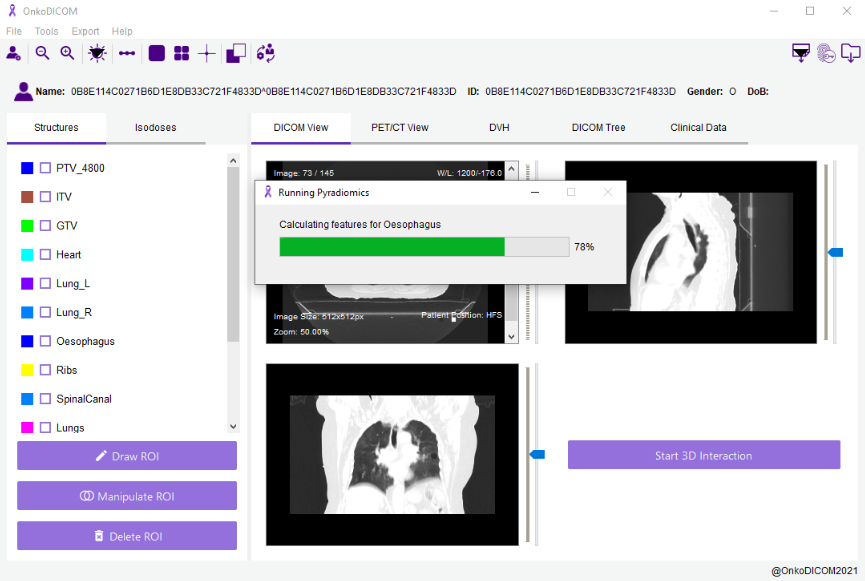 OnkoDICOM
File Tools Export Help
Name: 0B8E114C0271B6D1E8DB33C721F4833D^0B8E114C0271B6D1E8DB33C721F4833D ID: 0B8E114C0271B6D1E8DB33C721F4833D Gender: O DoB:
Structures Isodoses
DICOM View PET/CT View DVH DICOM Tree Clinical Data
PTV_4800
ITV
GTV
Heart
Lung_L
Lung_R
Oesophagus
Ribs
SpinalCanal
Lungs
Draw ROI
Manipulate ROI
Delete ROI
Image: 73 / 145 W/L: 1200/-176.0
Running Pyradiomics
Calculating features for Oesophagus
78%
Image Size: 512x512px Patient Position: HFS
Zoom: 50.00%
Start 3D Interaction
@OnkoDICOM2021